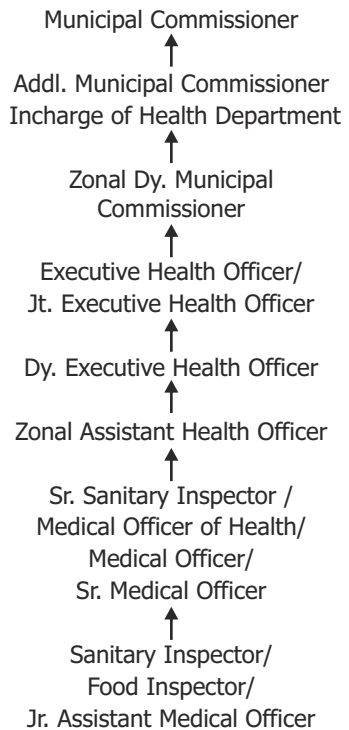 Municipal Commissioner
Addl. Municipal Commissioner
Incharge of Health Department
Zonal Dy. Municipal
Commissioner
Executive Health Officer/
Jt. Executive Health Officer
Dy. Executive Health Officer
Zonal Assistant Health Officer
Sr. Sanitary Inspector /
Medical Officer of Health/
Medical Officer/
Sr. Medical Officer
Sanitary Inspector/
Food Inspector/
Jr. Assistant Medical Officer